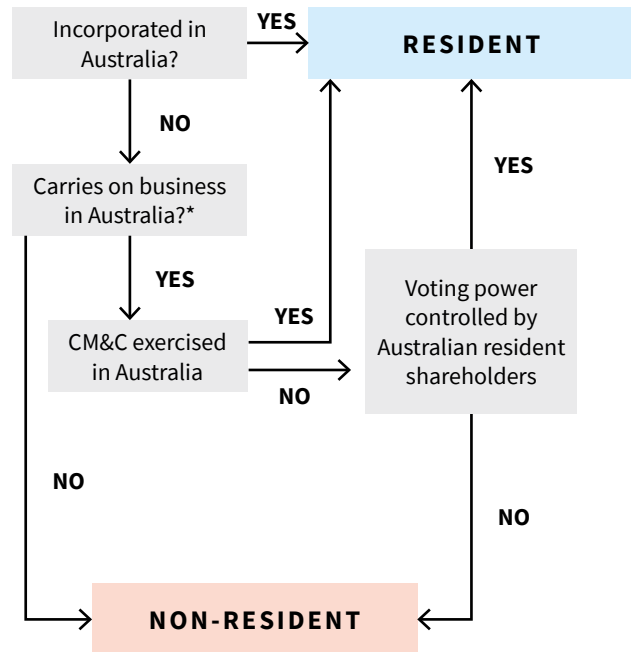 Incorporated in
Australia?
YES
RESIDENT
NO
Carries on business
in Australia?*
YES
YES
Voting power
controlled by
Australian resident
shareholders
CM&C exercised
in Australia
YES
NO
NO
NO
NON-RESIDENT